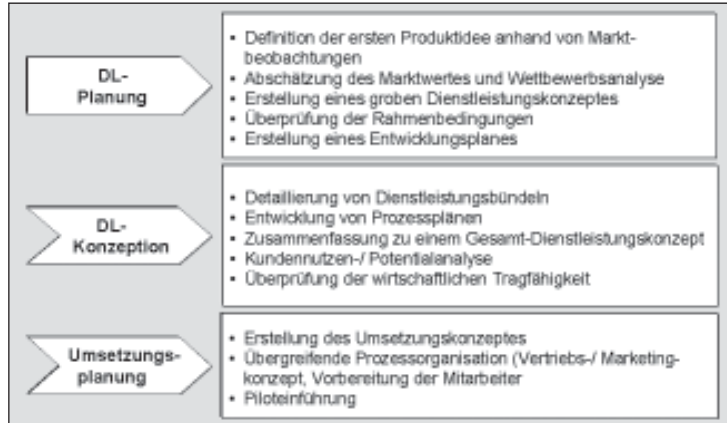 DL-
Planung
• Definition der ersten Produktidee anhand von Markt-
beobachtungen
• Abschätzung des Marktwertes und Wettbewerbsanalyse
• Erstellung eines groben Dienstleistungskonzeptes
• Überprüfung der Rahmenbedingungen
• Erstellung eines Entwicklungsplanes
DL-
Konzeption
• Detaillierung von Dienstleistungsbündeln
• Entwicklung von Prozessplänen
• Zusammenfassung zu einem Gesamt-Dienstleistungskonzept
• Kundennutzen-/ Potentialanalyse
• Überprüfung der wirtschaftlichen Tragfähigkeit
Umsetzungs-
planung
• Erstellung des Umsetzungskonzeptes
• Übergreifende Prozessorganisation (Vertriebs-/ Marketing-
konzept, Vorbereitung der Mitarbeiter
• Piloteinführung